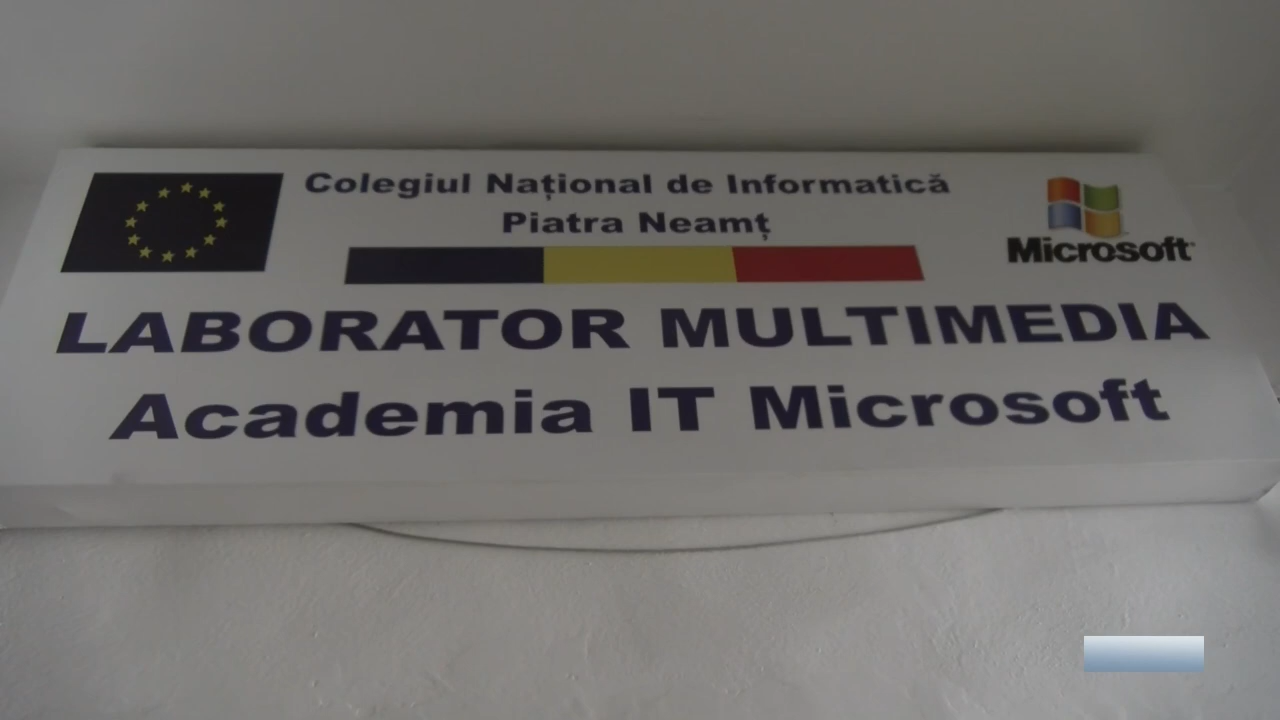 Colegiul Național de Informatică
Piatra Neamț
Microsoft
LABORATOR MULTIMEDIA
Academia IT Microsoft